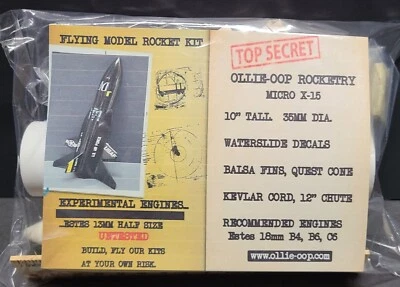 FLYING MODEL ROCKET KIT
EXPERIMENTAL ENGINES
ESTES 13MM HALF SIZE
UNTESTED
BUILD, FLY OUR KITS
AT YOUR OWN RISK.
TOP SECRET
OLLIE-OOP ROCKETRY
MICRO X-15
10" TALL. 35MM DIA.
WATERSLIDE DECALS
BALSA FINS, QUEST CONE
KEVLAR CORD, 12" CHUTE
RECOMMENDED ENGINES
Estes 18mm B4, B6, C5
www.ollie-oop.com